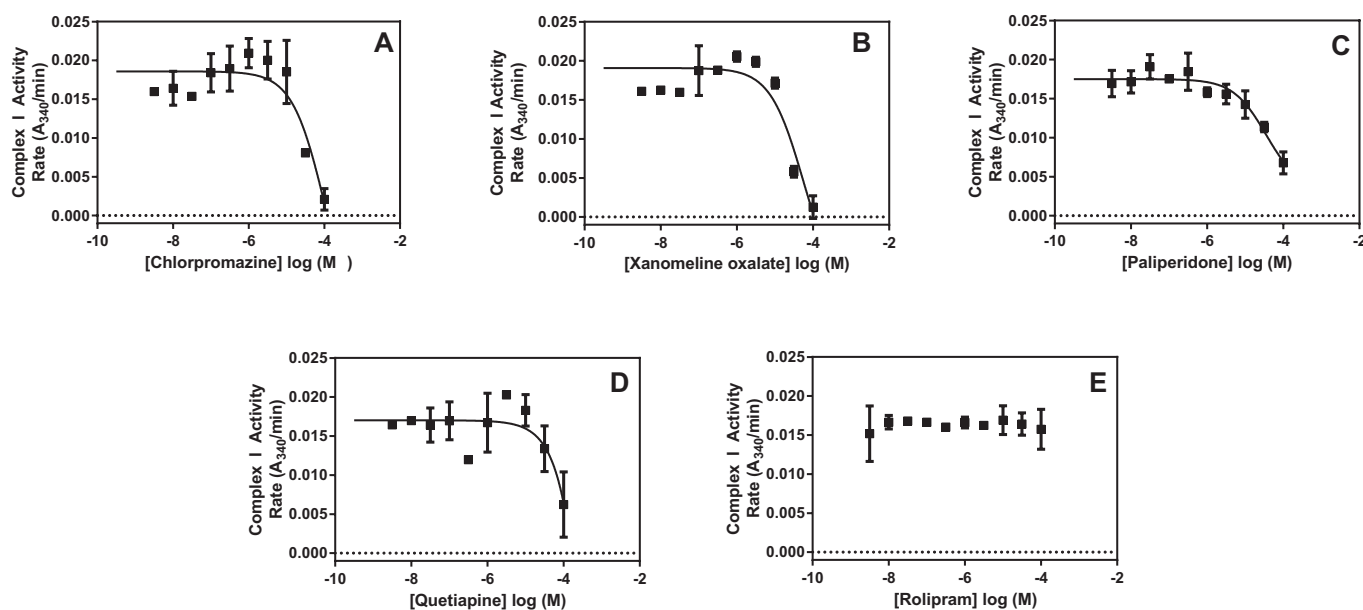 A
Complex I Activity
Rate (A340/min)
0.025
0.020
0.015
0.010
0.005
0.000
-10 -8 -6 -4 -2
[Chlorpromazine] log (M )
B
Complex I Activity
Rate (A340/min)
0.025
0.020
0.015
0.010
0.005
0.000
-10 -8 -6 -4 -2
[Xanomeline oxalate] log (M)
C
Complex I Activity
Rate (A340/min)
0.025
0.020
0.015
0.010
0.005
0.000
-10 -8 -6 -4 -2
[Paliperidone] log (M)
D
Complex I Activity
Rate (A340/min)
0.025
0.020
0.015
0.010
0.005
0.000
-10 -8 -6 -4 -2
[Quetiapine] log (M)
E
Complex I Activity
Rate (A340/min)
0.025
0.020
0.015
0.010
0.005
0.000
-10 -8 -6 -4 -2
[Rolipram] log (M)